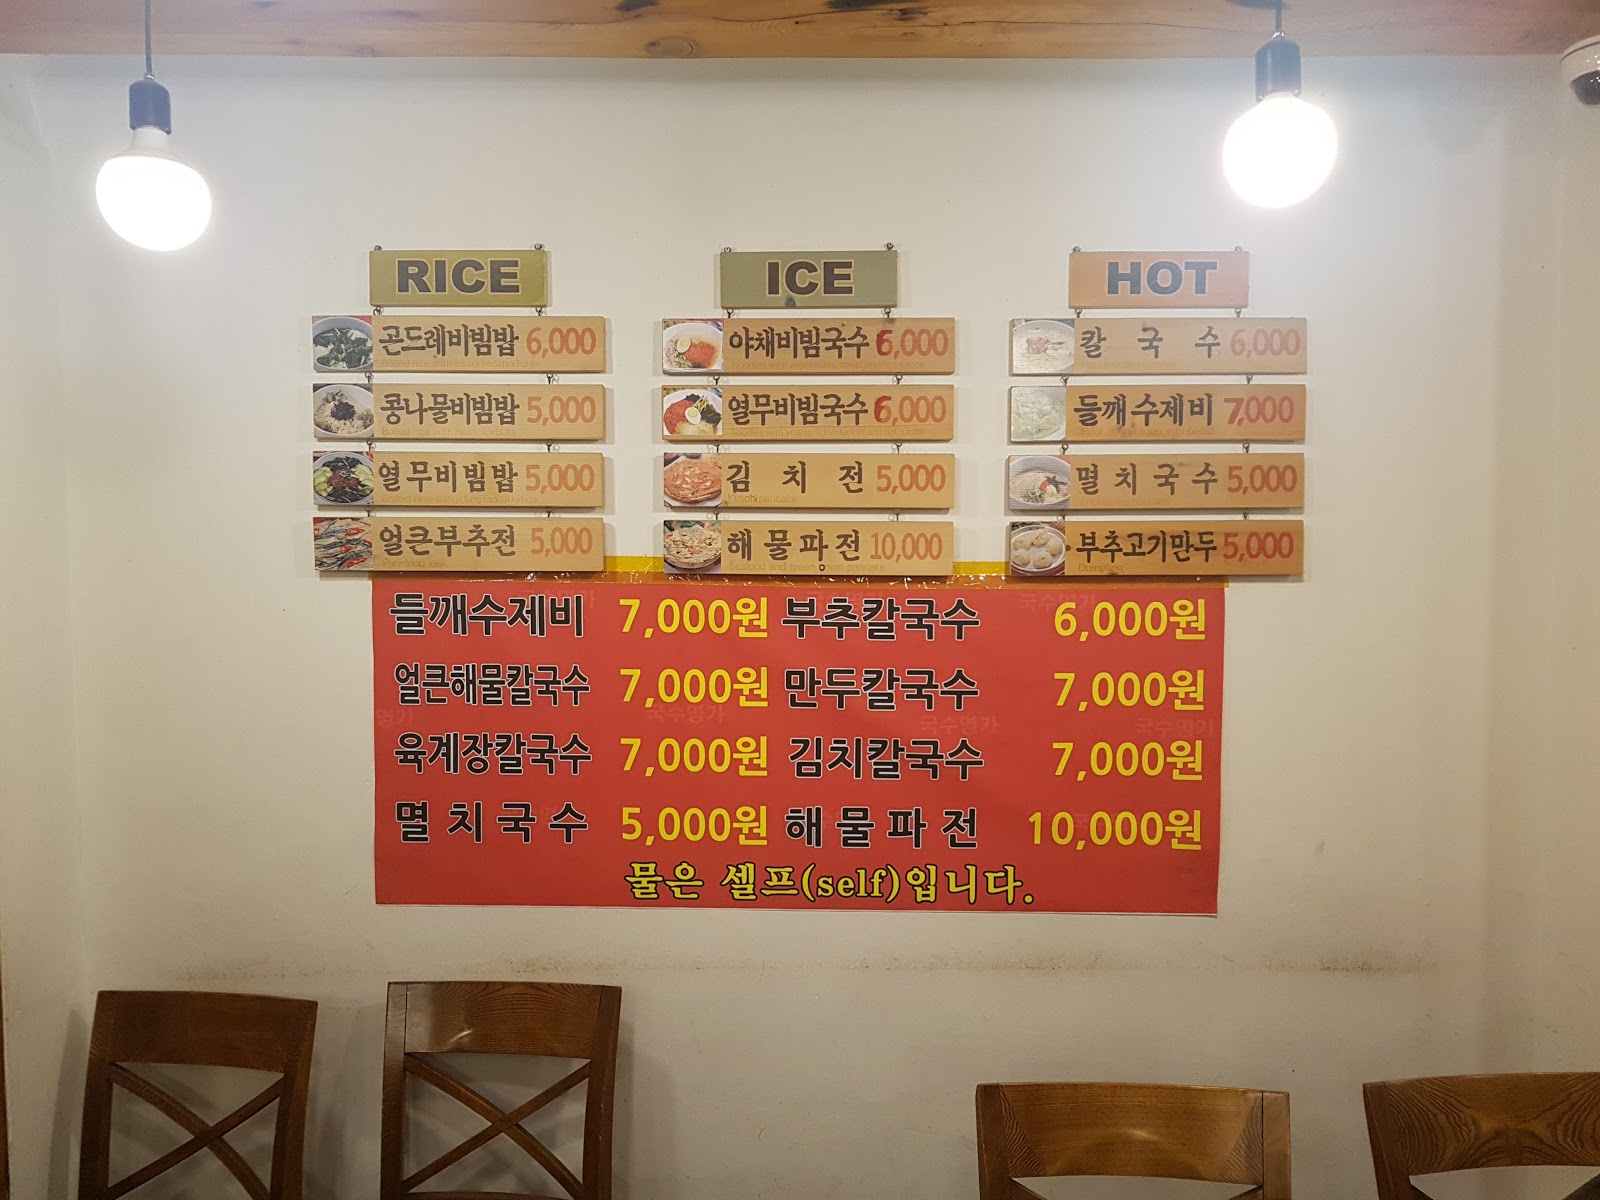 RICE
곤드레비빔밥 6,000
콩나물비빔밥 5,000
열무비빔밥 5,000
얼큰부추전 5,000
ICE
야채비빔국수 6,000
열무비빔국수 6,000
김치전 5,000
Kimchi pancake
해물파전 10,000
Seafood and green onion pancake
HOT
칼국수 6,000
들깨수제비 7,000
멸치국수 5,000
부추고기만두 5,000
Dumpling
들깨수제비 7,000원 부추칼국수 6,000원
얼큰해물칼국수 7,000원 만두칼국수 7,000원
육계장칼국수 7,000원 김치칼국수 7,000원
멸치국수 5,000원 해물파전 10,000원
물은 셀프(self)입니다.